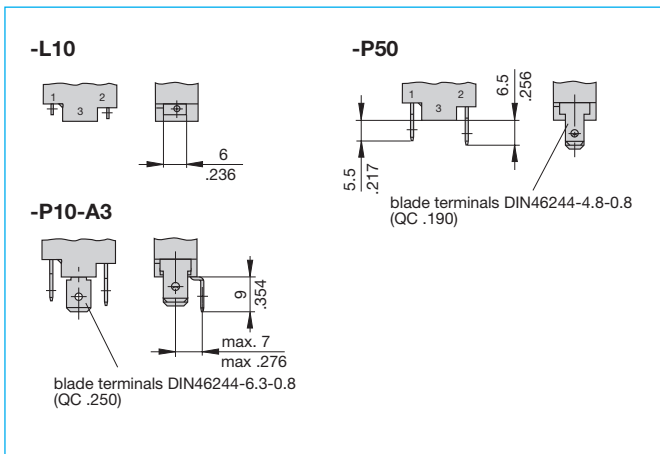 -L10
1 2
3
6
.236
-P50
1 2
3
5.5
.217
6.5
.256
blade terminals DIN46244-4.8-0.8
(QC .190)
-P10-A3
9
.354
max. 7
max .276
blade terminals DIN46244-6.3-0.8
(QC .250)